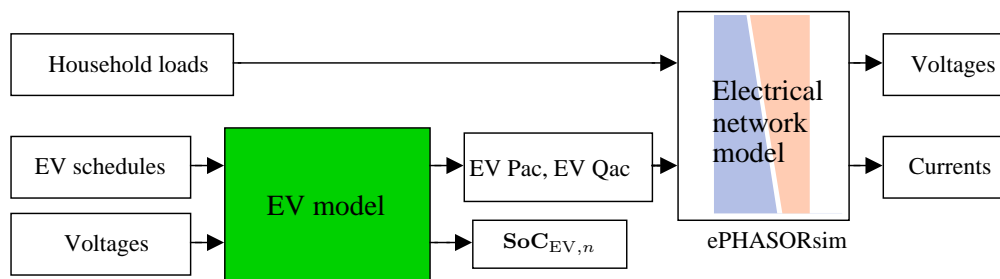 Household loads
Electrical
network
model
Voltages
EV schedules
EV model
EV Pac, EV Qac
Currents
Voltages
SoC_EV,n
ePHASORsim